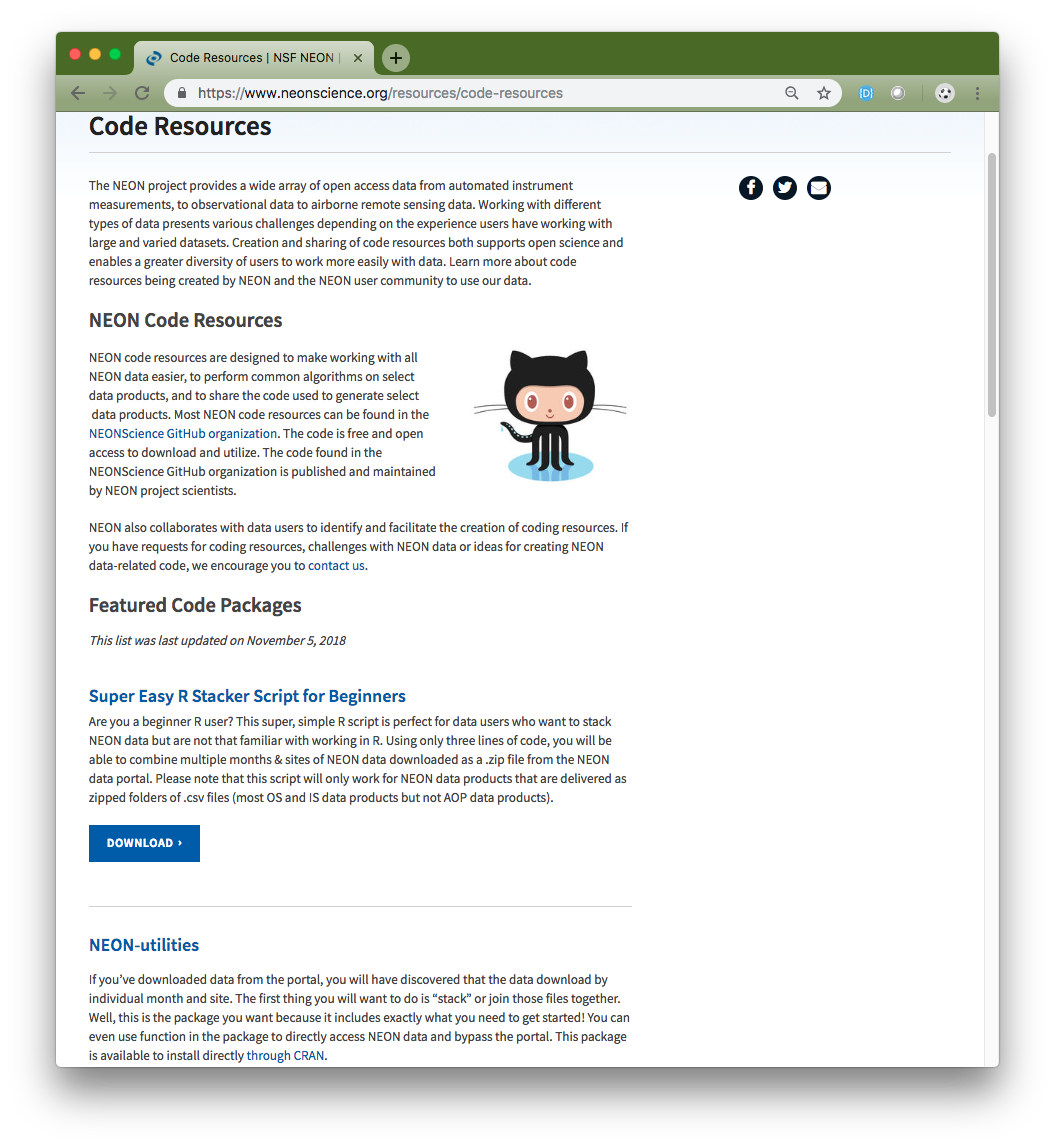 Code Resources | NSF NEON |
https://www.neonscience.org/resources/code-resources
Code Resources
The NEON project provides a wide array of open access data from automated instrument
measurements, to observational data to airborne remote sensing data. Working with different
types of data presents various challenges depending on the experience users have working with
large and varied datasets. Creation and sharing of code resources both supports open science and
enables a greater diversity of users to work more easily with data. Learn more about code
resources being created by NEON and the NEON user community to use our data.
NEON Code Resources
NEON code resources are designed to make working with all
NEON data easier, to perform common algorithms on select
data products, and to share the code used to generate select
data products. Most NEON code resources can be found in the
NEONScience GitHub organization. The code is free and open
access to download and utilize. The code found in the
NEONScience GitHub organization is published and maintained
by NEON project scientists.
NEON also collaborates with data users to identify and facilitate the creation of coding resources. If
you have requests for coding resources, challenges with NEON data or ideas for creating NEON
data-related code, we encourage you to contact us.
Featured Code Packages
This list was last updated on November 5, 2018
Super Easy R Stacker Script for Beginners
Are you a beginner R user? This super, simple R script is perfect for data users who want to stack
NEON data but are not that familiar with working in R. Using only three lines of code, you will be
able to combine multiple months & sites of NEON data downloaded as a .zip file from the NEON
data portal. Please note that this script will only work for NEON data products that are delivered as
zipped folders of .csv files (most OS and IS data products but not AOP data products).
DOWNLOAD ›
NEON-utilities
If you've downloaded data from the portal, you will have discovered that the data download by
individual month and site. The first thing you will want to do is “stack” or join those files together.
Well, this is the package you want because it includes exactly what you need to get started! You can
even use function in the package to directly access NEON data and bypass the portal. This package
is available to install directly through CRAN.